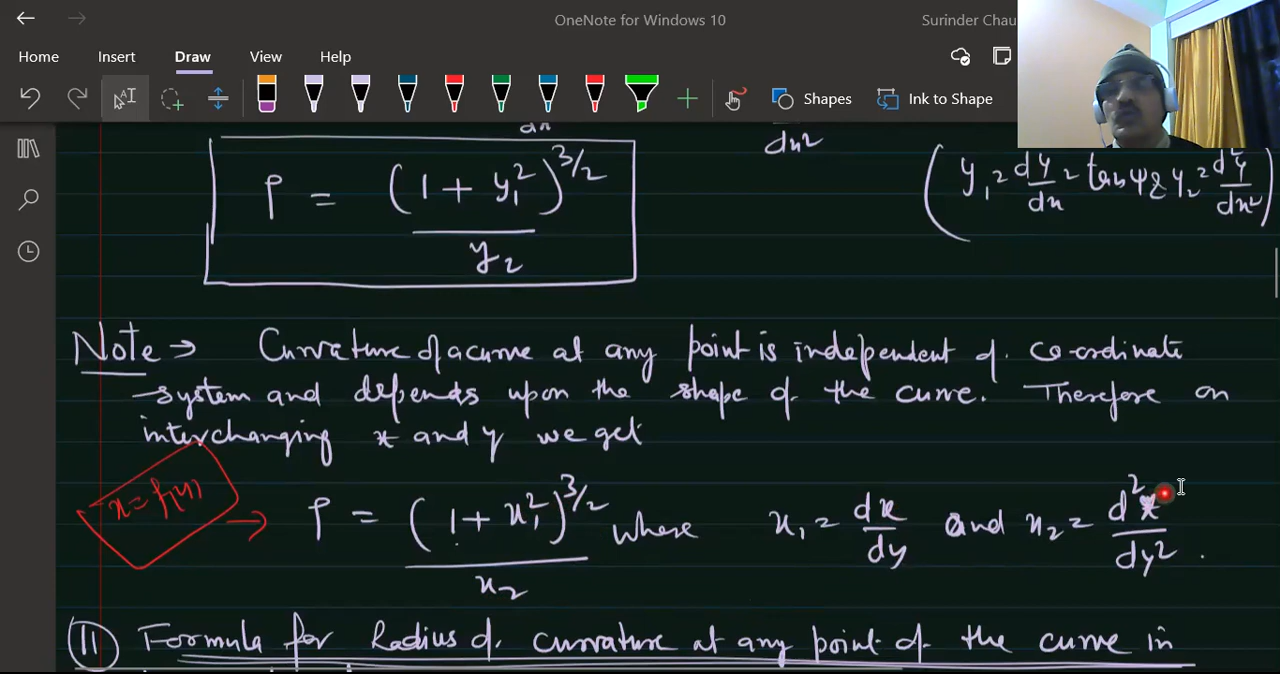 OneNote for Windows 10
Surinder Chau
Home Insert Draw View Help
Shapes
Ink to Shape
dx
dx²
ρ = (1 + y₁²)^3/2 / y₂
(y₁ = dy/dx = tan ψ & y₂ = d²y/dx²)
Note → Curvature of a curve at any point is independent of co-ordinate
system and depends upon the shape of the curve. Therefore on
interchanging x and y we get
x = f(y) → ρ = (1 + x₁²)^3/2 / x₂ where x₁ = dx/dy and x₂ = d²x/dy².
(II) Formula for Radius of curvature at any point of the curve in